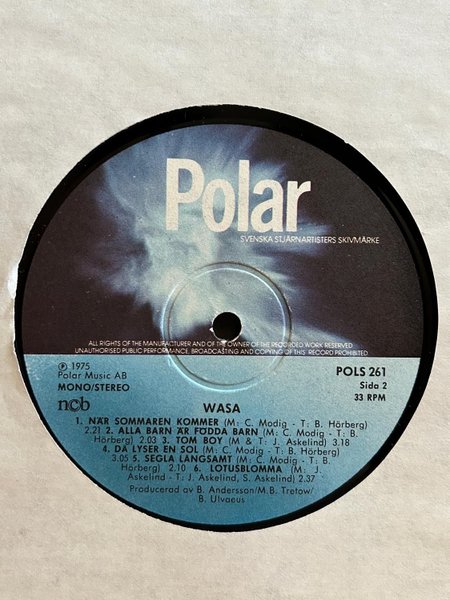 Polar
SVENSKA STJÄRNARTISTERS SKIVMÄRKE
ALL RIGHTS OF THE MANUFACTURER AND OF THE OWNER OF THE RECORDED WORK RESERVED
UNAUTHORISED PUBLIC PERFORMANCE, BROADCASTING AND COPYING OF THIS RECORD PROHIBITED
℗ 1975
Polar Music AB
MONO/STEREO
ncb
POLS 261
Sida 2
33 RPM
WASA
1. NÄR SOMMAREN KOMMER (M: C. Modig - T: B. Hörberg)
2.21 2. ALLA BARN ÄR FÖDDA BARN (M: C. Modig - T: B.
Hörberg) 2.03 3. TOM BOY (M & T: J. Askelind) 3.18
4. DÅ LYSER EN SOL (M: C. Modig - T: B. Hörberg)
3.05 5. SEGLA LÅNGSAMT (M: C. Modig - T: B.
Hörberg) 2.10 6. LOTUSBLOMMA (M: J.
Askelind - T: J. Askelind, S. Askelind) 2.37
Producerad av B. Andersson/M.B. Tretow/
B. Ulvaeus